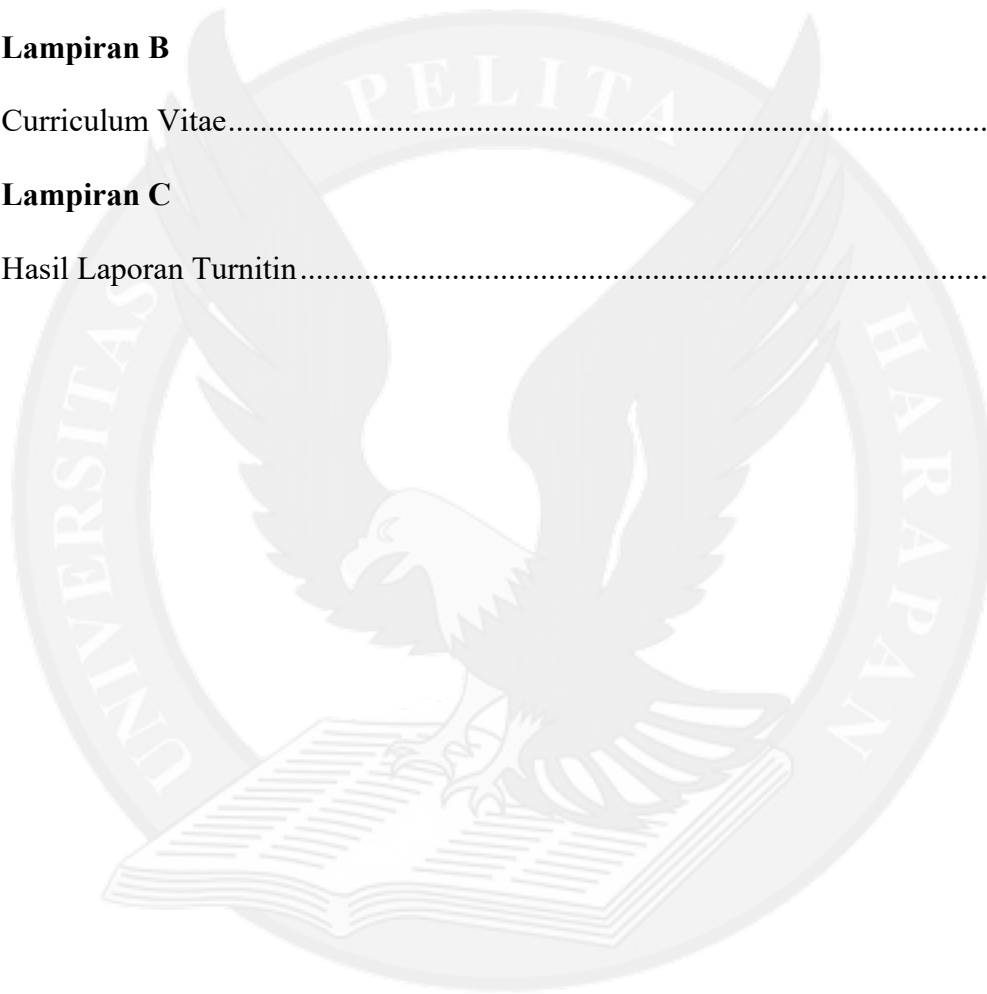 Lampiran B
Curriculum Vitae................................................................................................
Lampiran C
Hasil Laporan Turnitin.......................................................................................
UNIVERSITAS PELITA HARAPAN